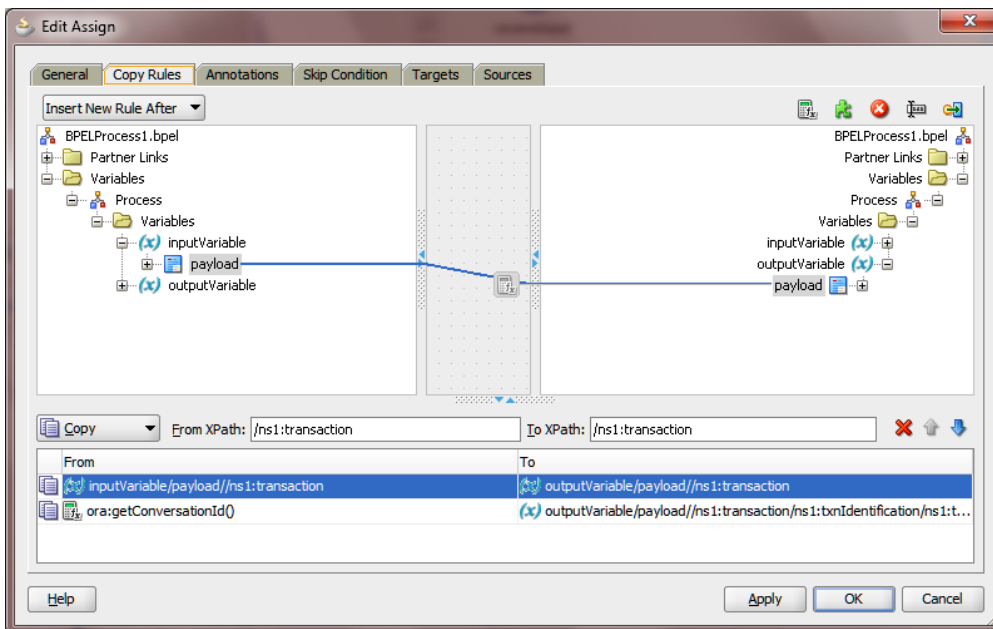 Edit Assign
General Copy Rules Annotations Skip Condition Targets Sources
Insert New Rule After
BPELProcess1.bpel
Partner Links
Variables
Process
Variables
(x) inputVariable
payload
(x) outputVariable
BPELProcess1.bpel
Partner Links
Variables
Process
Variables
inputVariable (x)
outputVariable (x)
payload
Copy From XPath: /ns1:transaction To XPath: /ns1:transaction
From To
inputVariable/payload//ns1:transaction outputVariable/payload//ns1:transaction
ora:getConversationId() (x) outputVariable/payload//ns1:transaction/ns1:txnIdentification/ns1:t...
Help Apply OK Cancel